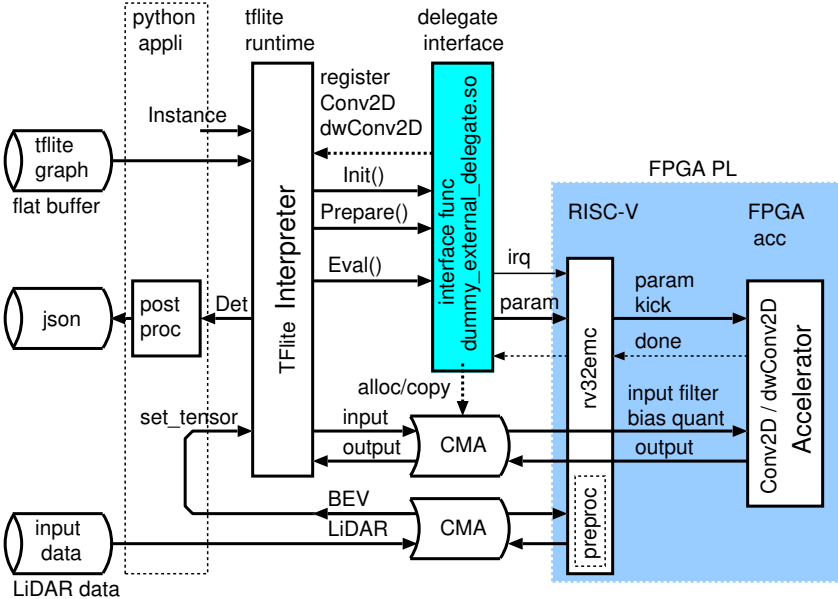 python
appli
tflite
runtime
delegate
interface
register
Conv2D
dwConv2D
Instance
tflite
graph
flat buffer
Init()
Prepare()
Eval()
TFlite Interpreter
interface func
dummy_external_delegate.so
FPGA PL
RISC-V
FPGA
acc
irq
param
rv32emc
param
kick
done
Conv2D / dwConv2D
Accelerator
json
post
proc
Det
alloc/copy
set_tensor
input
output
CMA
input filter
bias quant
output
BEV
LiDAR
CMA
preproc
input
data
LiDAR data